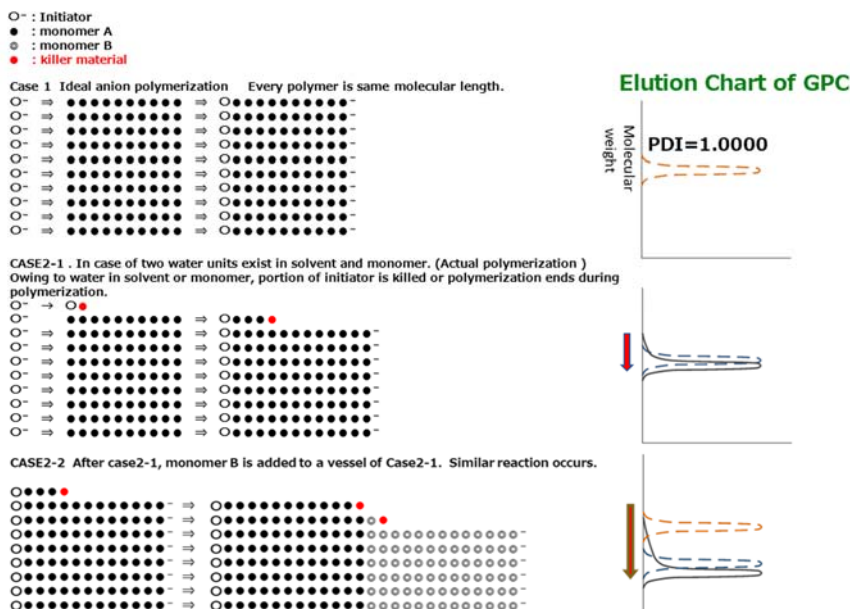 O⁻ : Initiator
● : monomer A
◎ : monomer B
● : killer material
Case 1 Ideal anion polymerization Every polymer is same molecular length.
Elution Chart of GPC
Molecular weight
PDI=1.0000
CASE2-1 . In case of two water units exist in solvent and monomer. (Actual polymerization )
Owing to water in solvent or monomer, portion of initiator is killed or polymerization ends during
polymerization.
CASE2-2 After case2-1, monomer B is added to a vessel of Case2-1. Similar reaction occurs.